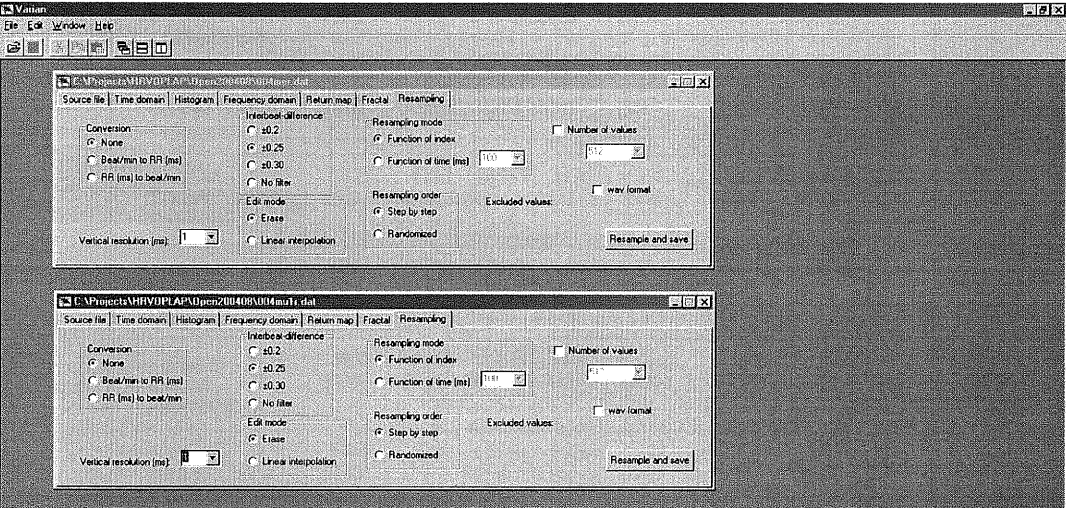 Varian
File Edit Window Help
C:\Projects\HRVOPLAP\Open200408\004mer.dat
Source file Time domain Histogram Frequency domain Return map Fractal Resampling
Conversion
None
Beat/min to RR (ms)
RR (ms) to beat/min
Vertical resolution (ms): 1
Interbeat-difference
±0.2
±0.25
±0.30
No filter
Edit mode
Erase
Linear interpolation
Resampling mode
Function of index
Function of time (ms) 100
Resampling order
Step by step
Randomized
Number of values
512
wav format
Excluded values:
Resample and save
C:\Projects\HRVOPLAP\Open200408\004mu1r.dat
Source file Time domain Histogram Frequency domain Return map Fractal Resampling
Conversion
None
Beat/min to RR (ms)
RR (ms) to beat/min
Vertical resolution (ms): 1
Interbeat-difference
±0.2
±0.25
±0.30
No filter
Edit mode
Erase
Linear interpolation
Resampling mode
Function of index
Function of time (ms) 100
Resampling order
Step by step
Randomized
Number of values
512
wav format
Excluded values:
Resample and save